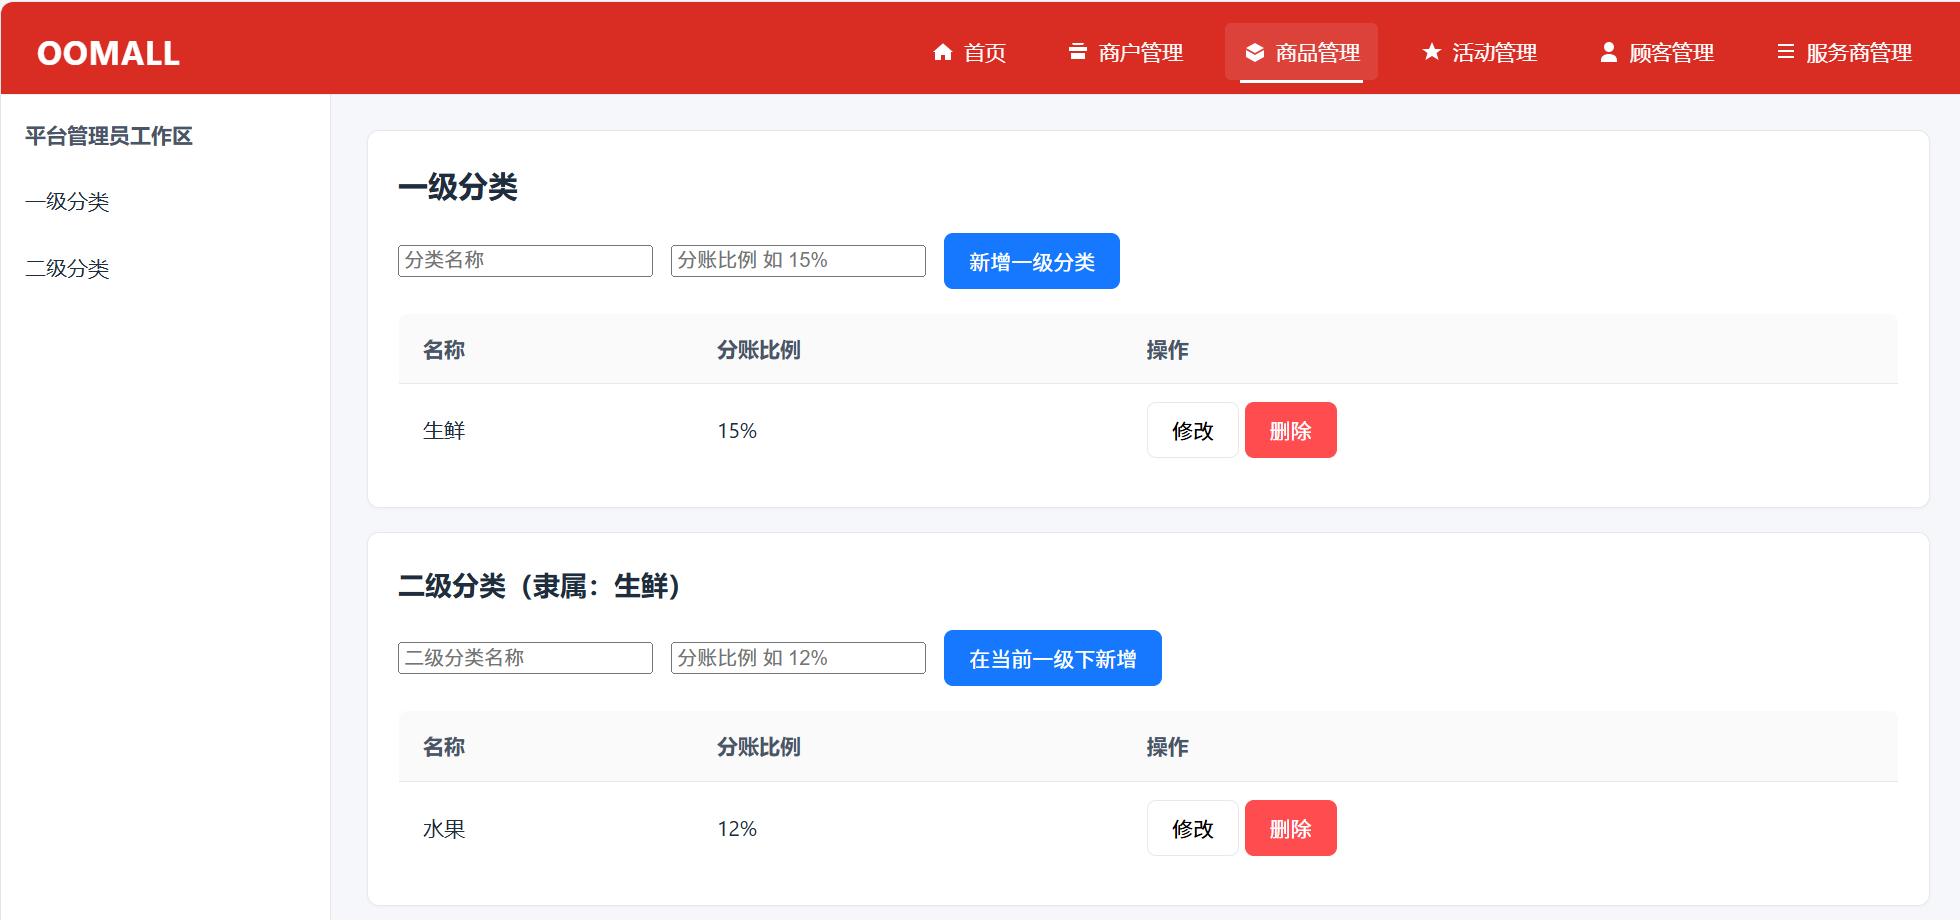 OOMALL
首页
商户管理
商品管理
活动管理
顾客管理
服务商管理
平台管理员工作区
一级分类
二级分类
一级分类
分类名称
分账比例 如 15%
新增一级分类
名称 分账比例 操作
生鲜 15% 修改 删除
二级分类（隶属：生鲜）
二级分类名称
分账比例 如 12%
在当前一级下新增
名称 分账比例 操作
水果 12% 修改 删除